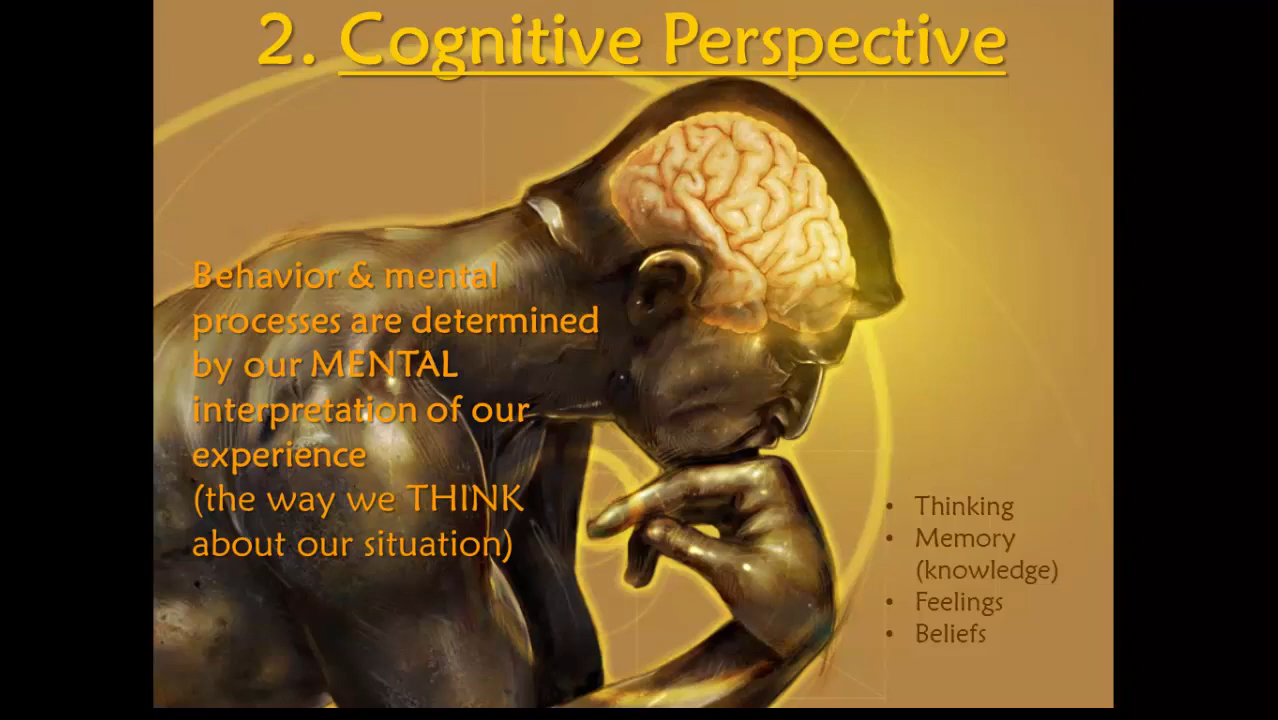 2. Cognitive Perspective
Behavior & mental
processes are determined
by our MENTAL
interpretation of our
experience
(the way we THINK
about our situation)
• Thinking
• Memory
(knowledge)
• Feelings
• Beliefs